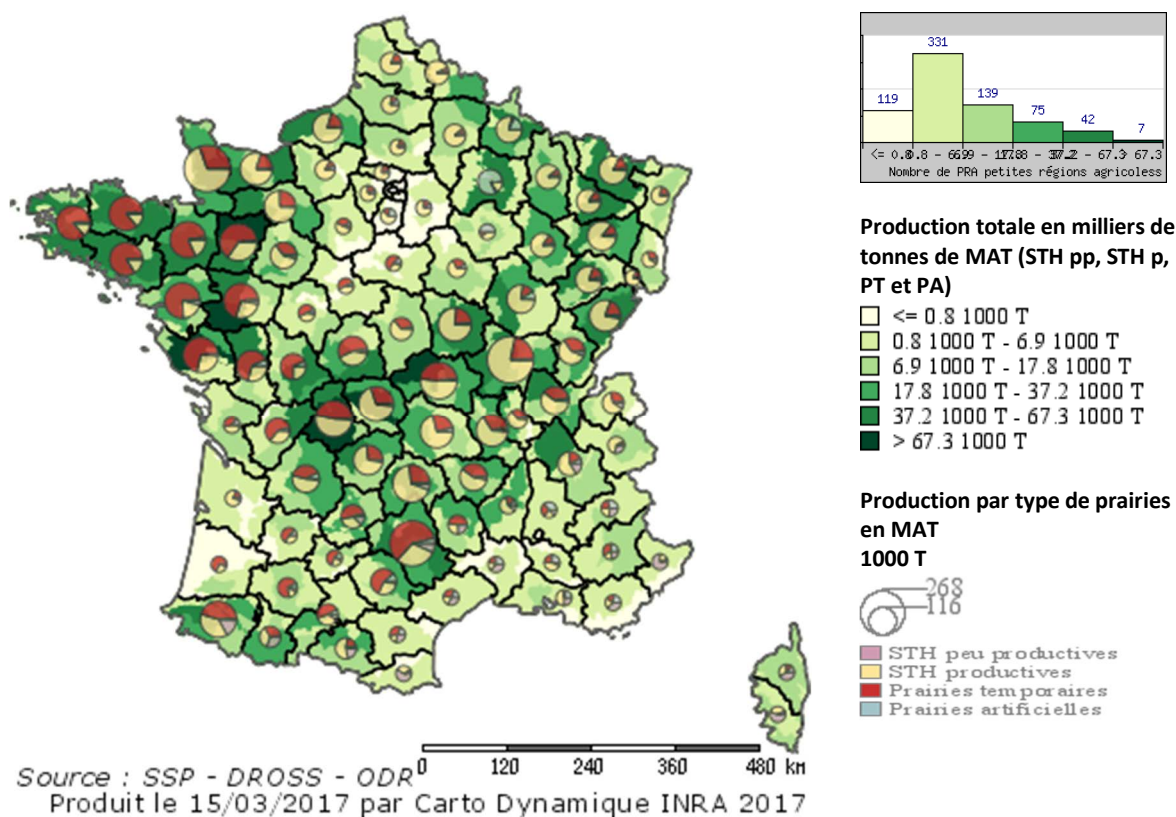 119
331
139
75
42
7
Nombre de PRA petites régions agricoless
Production totale en milliers de
tonnes de MAT (STH pp, STH p,
PT et PA)
<= 0.8 1000 T
0.8 1000 T - 6.9 1000 T
6.9 1000 T - 17.8 1000 T
17.8 1000 T - 37.2 1000 T
37.2 1000 T - 67.3 1000 T
> 67.3 1000 T
Production par type de prairies
en MAT
1000 T
268
116
STH peu productives
STH productives
Prairies temporaires
Prairies artificielles
0 120 240 360 480 km
Source : SSP - DROSS - ODR
Produit le 15/03/2017 par Carto Dynamique INRA 2017